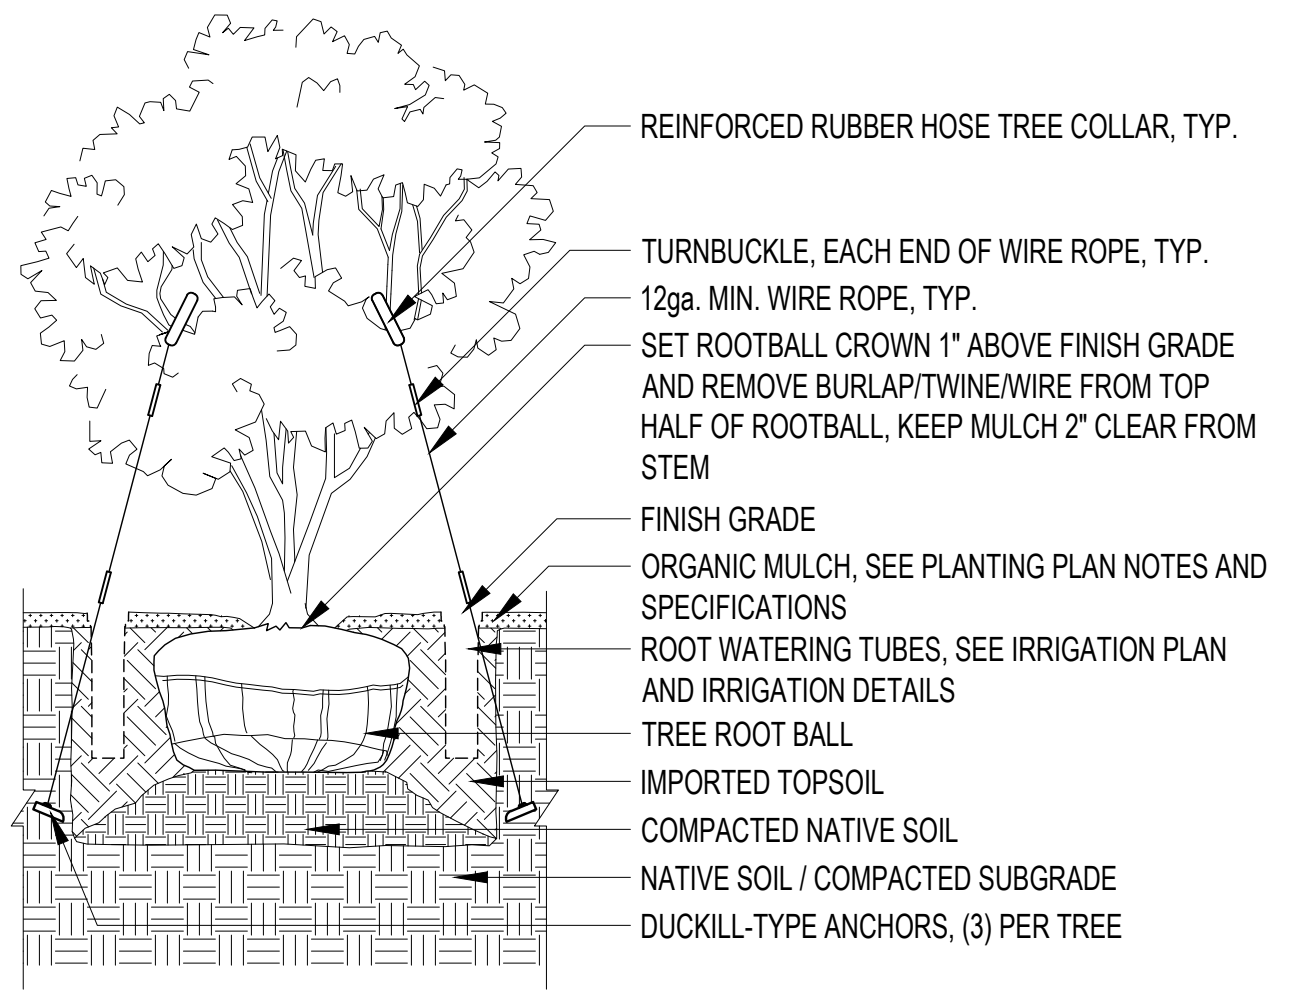 REINFORCED RUBBER HOSE TREE COLLAR, TYP.
TURNBUCKLE, EACH END OF WIRE ROPE, TYP.
12ga. MIN. WIRE ROPE, TYP.
SET ROOTBALL CROWN 1" ABOVE FINISH GRADE
AND REMOVE BURLAP/TWINE/WIRE FROM TOP
HALF OF ROOTBALL, KEEP MULCH 2" CLEAR FROM
STEM
FINISH GRADE
ORGANIC MULCH, SEE PLANTING PLAN NOTES AND
SPECIFICATIONS
ROOT WATERING TUBES, SEE IRRIGATION PLAN
AND IRRIGATION DETAILS
TREE ROOT BALL
IMPORTED TOPSOIL
COMPACTED NATIVE SOIL
NATIVE SOIL / COMPACTED SUBGRADE
DUCKILL-TYPE ANCHORS, (3) PER TREE